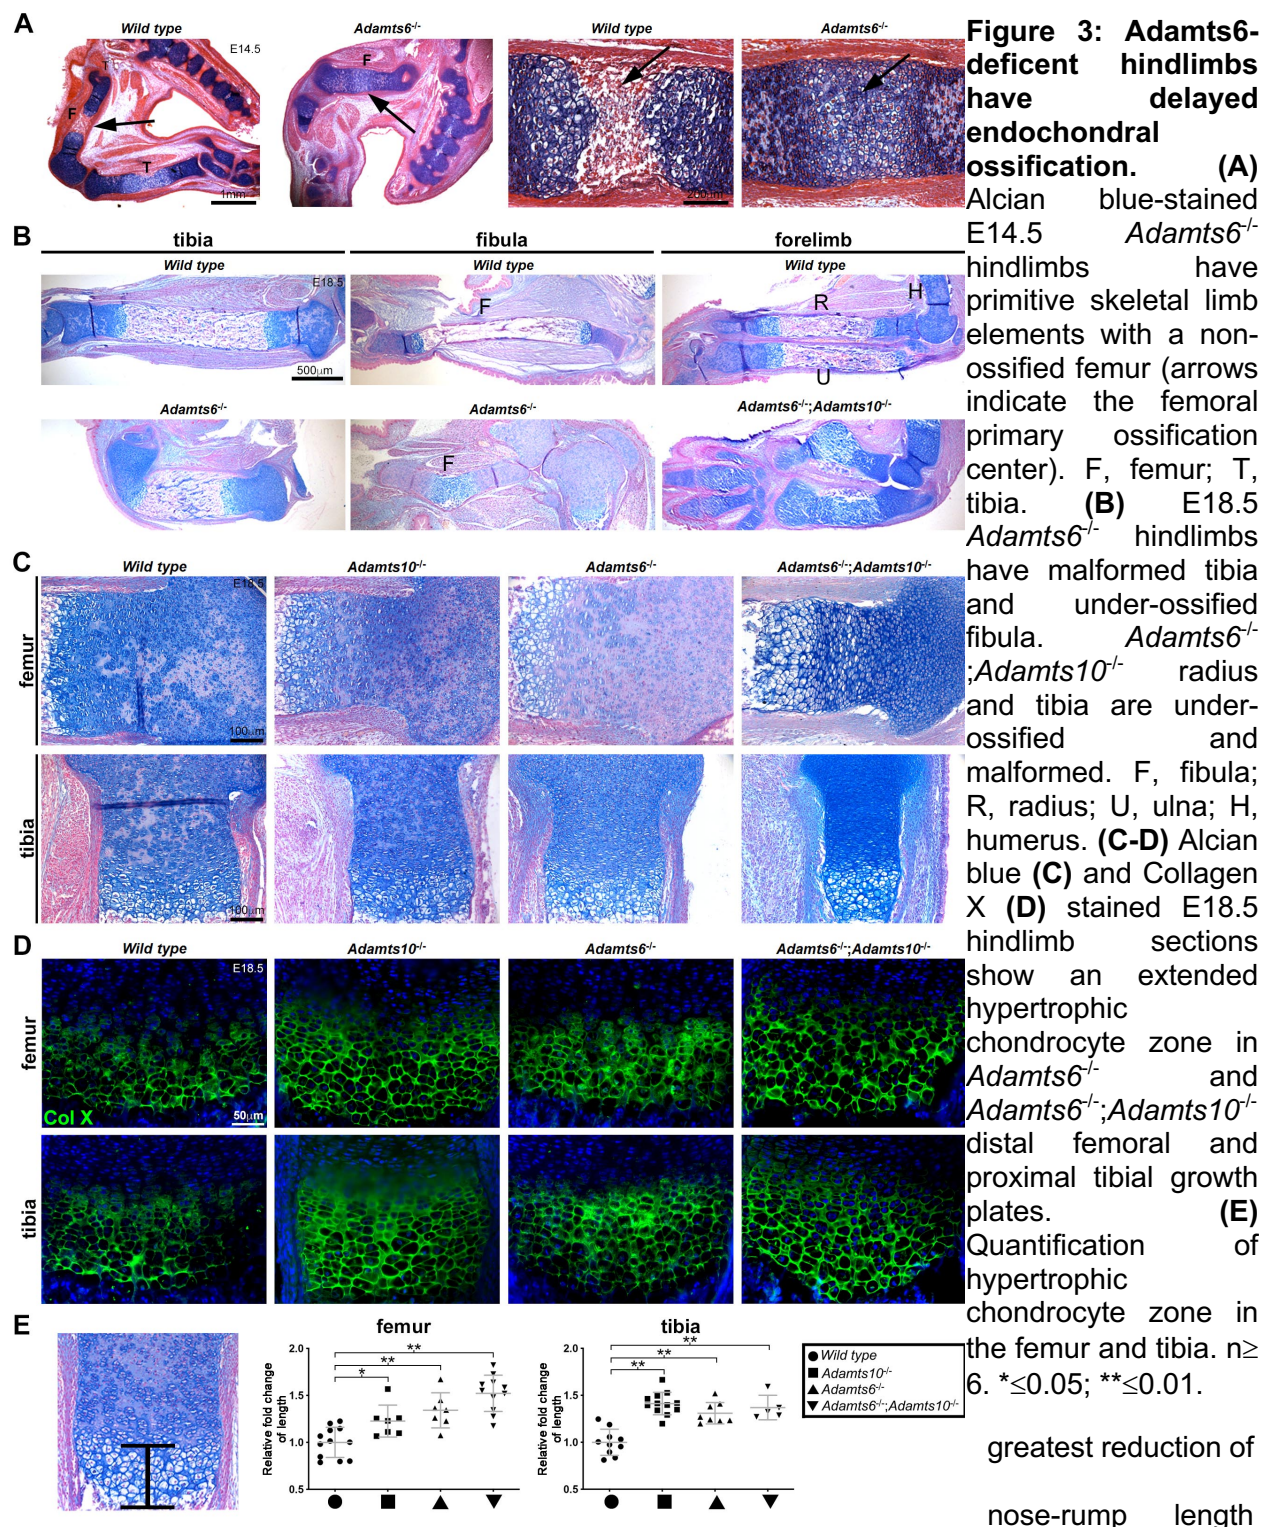 A
Wild type
Adamts6-/-
Wild type
Adamts6-/-
E14.5
T
F
T
1mm
F
200µm
B
tibia
fibula
forelimb
Wild type
Wild type
Wild type
E18.5
500µm
F
R
H
U
Adamts6-/-
Adamts6-/-
Adamts6-/-;Adamts10-/-
F
C
Wild type
Adamts10-/-
Adamts6-/-
Adamts6-/-;Adamts10-/-
femur
E18.5
100µm
tibia
100µm
D
Wild type
Adamts10-/-
Adamts6-/-
Adamts6-/-;Adamts10-/-
femur
E18.5
Col X
50µm
tibia
E
femur
Relative fold change
of length
2.0
1.5
1.0
0.5
*
**
**
tibia
Relative fold change
of length
2.0
1.5
1.0
0.5
**
**
**
Wild type
Adamts10-/-
Adamts6-/-
Adamts6-/-;Adamts10-/-
Figure 3: Adamts6-
deficent hindlimbs
have delayed
endochondral
ossification. (A)
Alcian blue-stained
E14.5 Adamts6-/-
hindlimbs have
primitive skeletal limb
elements with a non-
ossified femur (arrows
indicate the femoral
primary ossification
center). F, femur; T,
tibia. (B) E18.5
Adamts6-/- hindlimbs
have malformed tibia
and under-ossified
fibula. Adamts6-/-
;Adamts10-/- radius
and tibia are under-
ossified and
malformed. F, fibula;
R, radius; U, ulna; H,
humerus. (C-D) Alcian
blue (C) and Collagen
X (D) stained E18.5
hindlimb sections
show an extended
hypertrophic
chondrocyte zone in
Adamts6-/- and
Adamts6-/-;Adamts10-/-
distal femoral and
proximal tibial growth
plates. (E)
Quantification of
hypertrophic
chondrocyte zone in
the femur and tibia. n≥
6. *≤0.05; **≤0.01.
greatest reduction of
nose-rump length